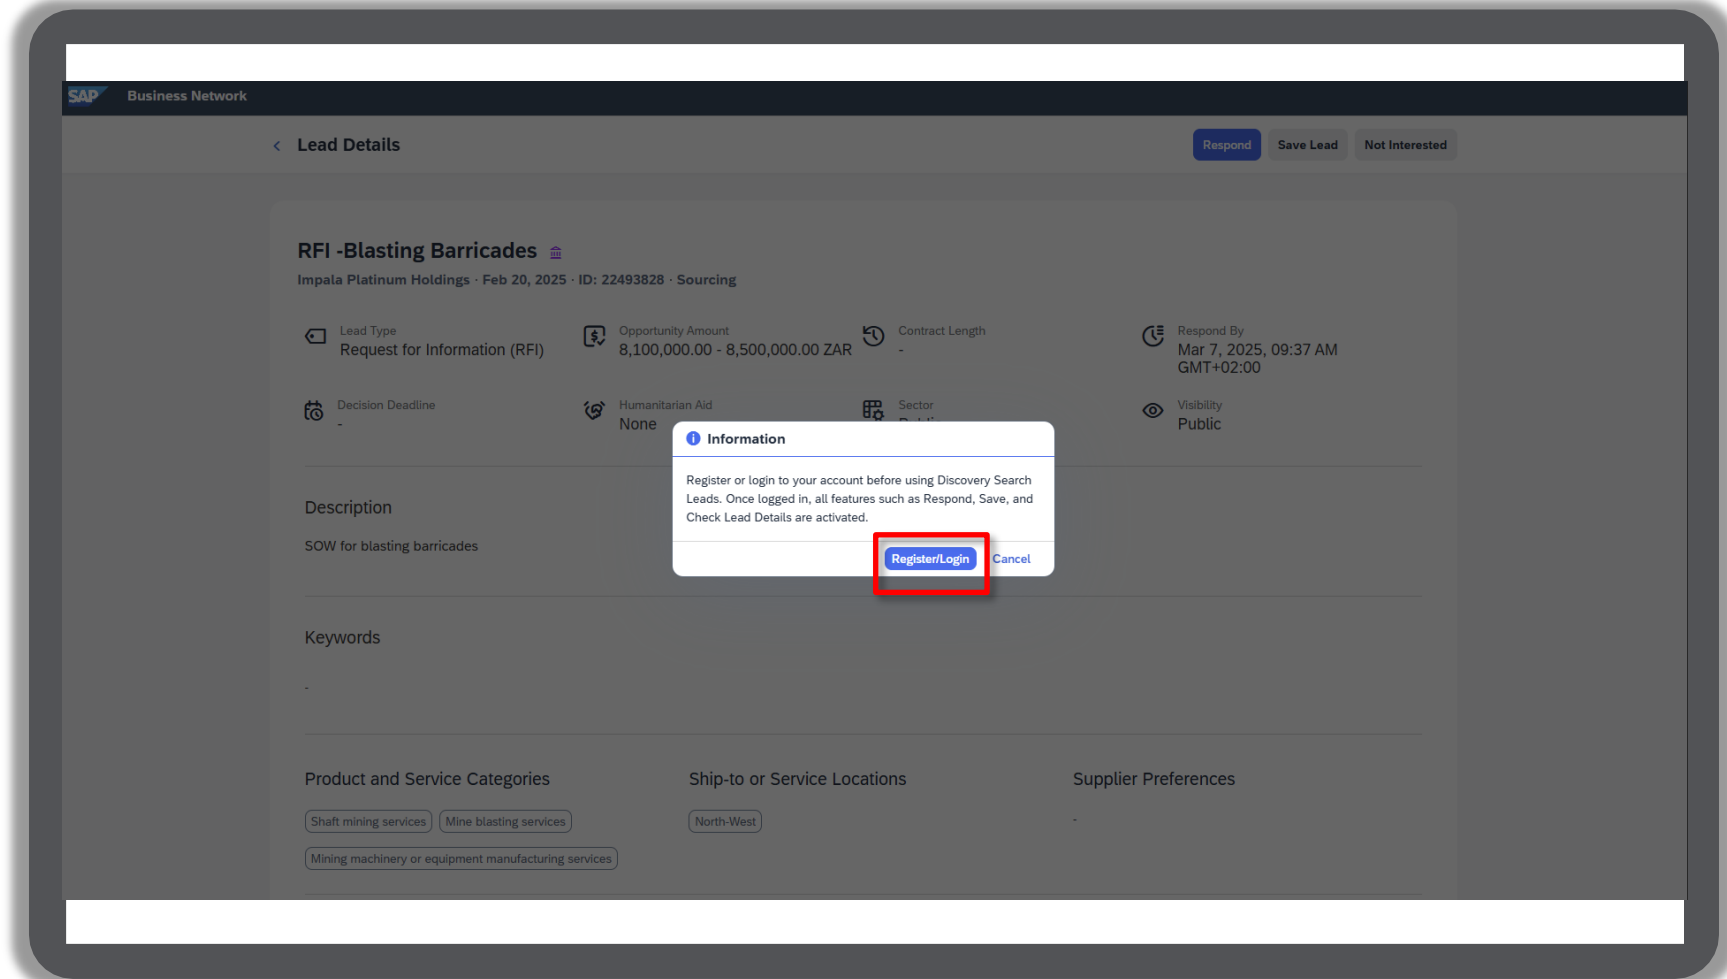 SAP Business Network
Lead Details
Respond Save Lead Not Interested
RFI -Blasting Barricades
Impala Platinum Holdings · Feb 20, 2025 · ID: 22493828 · Sourcing
Lead Type
Request for Information (RFI)
Opportunity Amount
8,100,000.00 - 8,500,000.00 ZAR
Contract Length
-
Respond By
Mar 7, 2025, 09:37 AM
GMT+02:00
Decision Deadline
-
Humanitarian Aid
None
Sector
Visibility
Public
Information
Register or login to your account before using Discovery Search
Leads. Once logged in, all features such as Respond, Save, and
Check Lead Details are activated.
Register/Login Cancel
Description
SOW for blasting barricades
Keywords
-
Product and Service Categories
Shaft mining services Mine blasting services
Mining machinery or equipment manufacturing services
Ship-to or Service Locations
North-West
Supplier Preferences
-